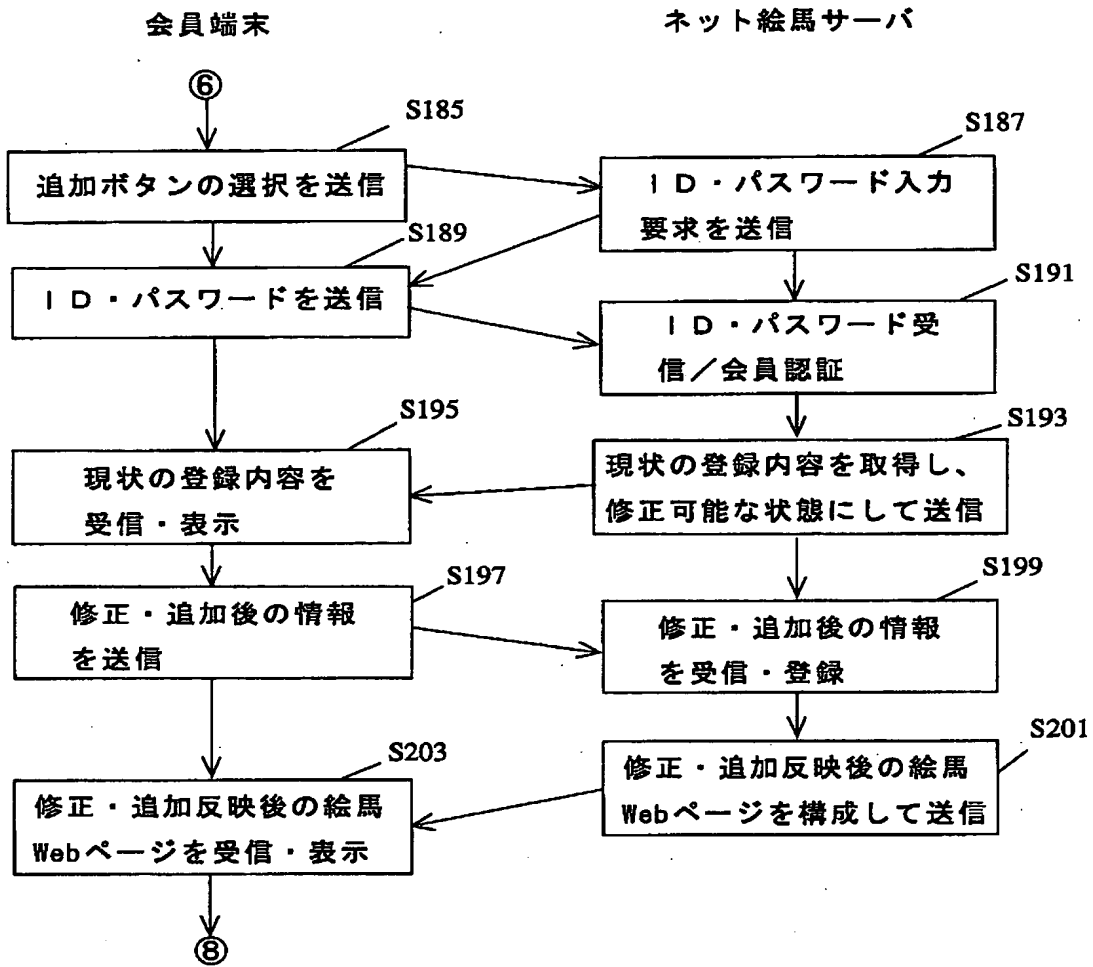 会員端末
ネット絵馬サーバ
⑥
S185
追加ボタンの選択を送信
S187
ID・パスワード入力
要求を送信
S189
ID・パスワードを送信
S191
ID・パスワード受
信/会員認証
S193
現状の登録内容を取得し、
修正可能な状態にして送信
S195
現状の登録内容を
受信・表示
S197
修正・追加後の情報
を送信
S199
修正・追加後の情報
を受信・登録
S201
修正・追加反映後の絵馬
Webページを構成して送信
S203
修正・追加反映後の絵馬
Webページを受信・表示
⑧